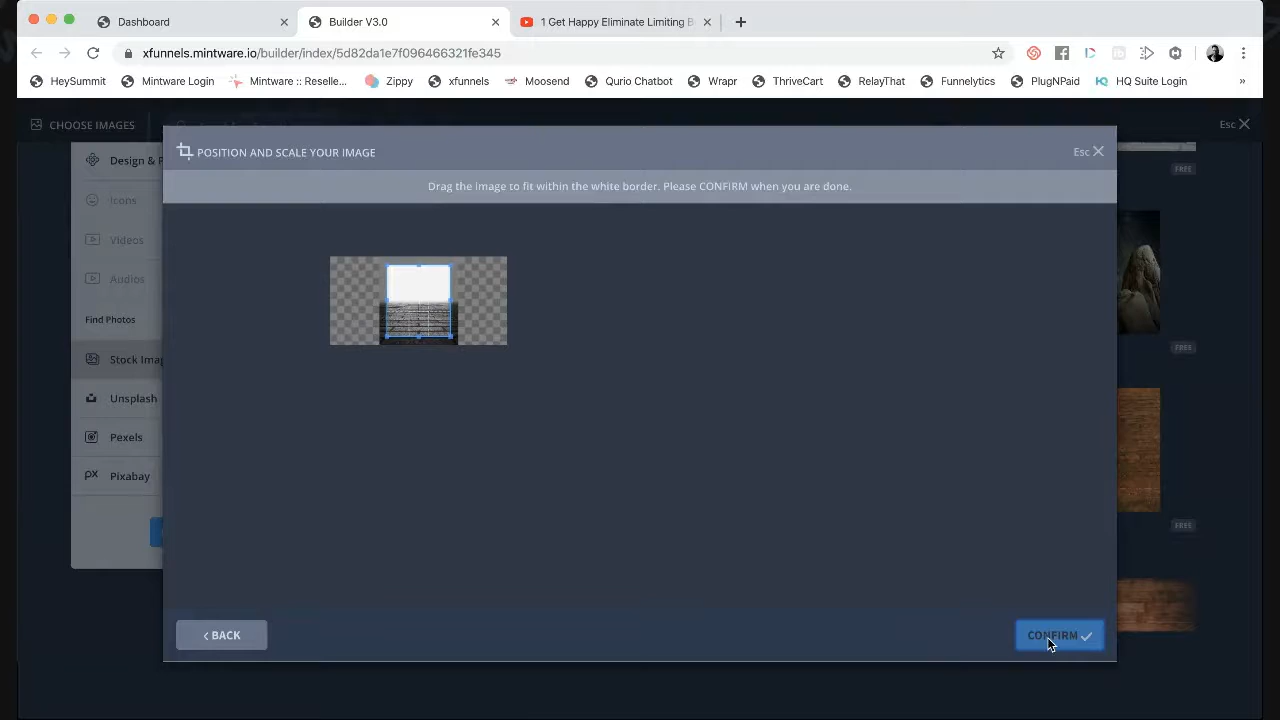 Dashboard
Builder V3.0
1 Get Happy Eliminate Limiting B
xfunnels.mintware.io/builder/index/5d82da1e7f096466321fe345
HeySummit
Mintware Login
Mintware :: Reselle...
Zippy
xfunnels
Moosend
Qurio Chatbot
Wrapr
ThriveCart
RelayThat
Funnelytics
PlugNPaid
HQ Suite Login
»
CHOOSE IMAGES
Esc
POSITION AND SCALE YOUR IMAGE
Esc
Drag the image to fit within the white border. Please CONFIRM when you are done.
Design & P
Icons
Videos
Audios
Find Photos
Stock Imag
Unsplash
Pexels
Pixabay
FREE
FREE
FREE
BACK
CONFIRM